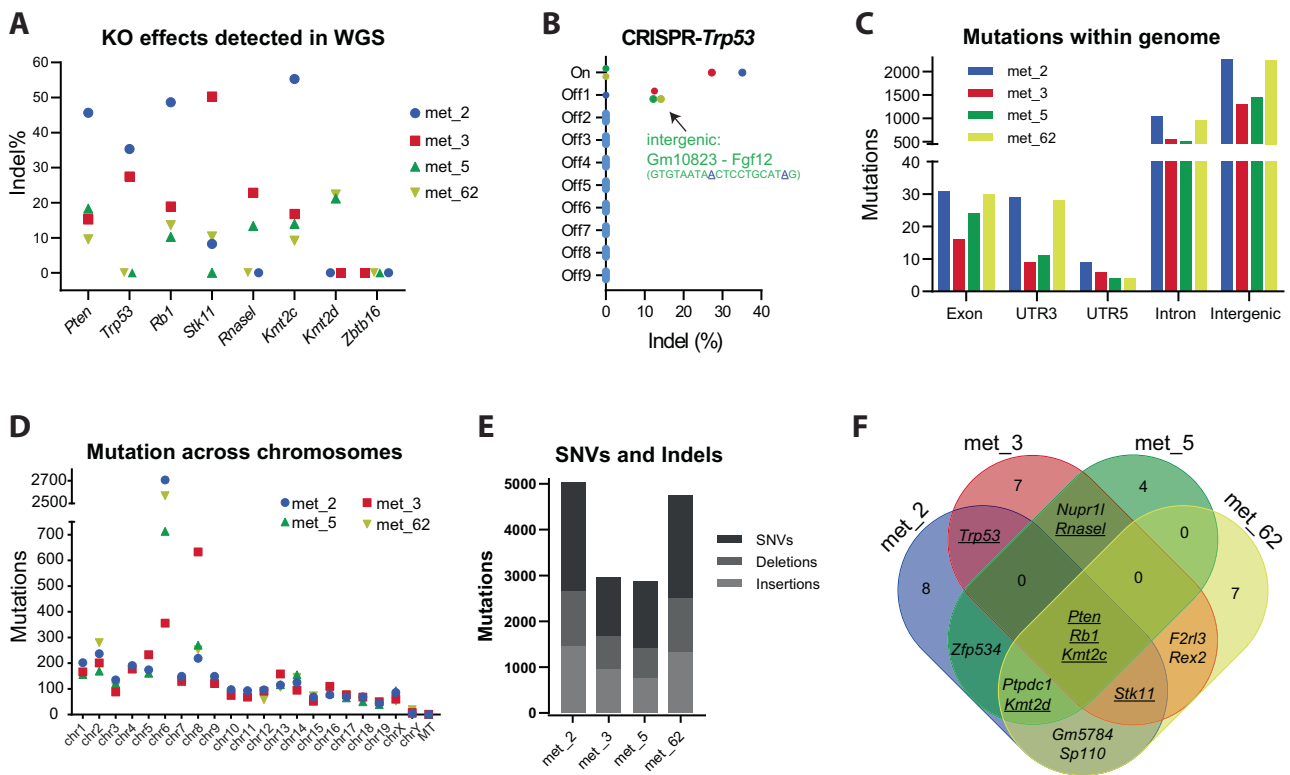 A
KO effects detected in WGS
Indel%
60
50
40
30
20
10
0
Pten
Trp53
Rb1
Stk11
Rnasel
Kmt2c
Kmt2d
Zbtb16
met_2
met_3
met_5
met_62
B
CRISPR-Trp53
On
Off1
Off2
Off3
Off4
Off5
Off6
Off7
Off8
Off9
intergenic:
Gm10823 - Fgf12
(GTGTAATAACTCCTGCATAG)
0 10 20 30 40
Indel (%)
C
Mutations within genome
Mutations
2000
1500
1000
500
40
30
20
10
0
met_2
met_3
met_5
met_62
Exon UTR3 UTR5 Intron Intergenic
D
Mutation across chromosomes
Mutations
2700
2500
700
600
500
400
300
200
100
0
met_2 met_3
met_5 met_62
chr1
chr2
chr3
chr4
chr5
chr6
chr7
chr8
chr9
chr10
chr11
chr12
chr13
chr14
chr15
chr16
chr17
chr18
chr19
chrX
chrY
MT
E
SNVs and Indels
Mutations
5000
4000
3000
2000
1000
0
SNVs
Deletions
Insertions
met_2
met_3
met_5
met_62
F
met_3 met_5
met_2
met_62
7
4
Nupr1l
Rnasel
Trp53
0
8
0
0
7
Pten
Rb1
Kmt2c
Zfp534
F2rl3
Rex2
Ptpdc1
Kmt2d
Stk11
Gm5784
Sp110